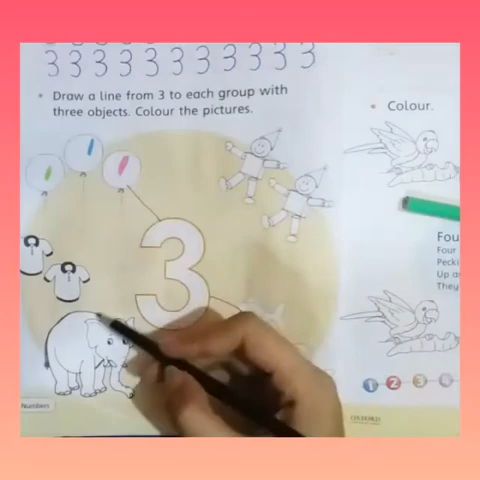 3 3 3 3 3 3 3 3 3 3 3
• Draw a line from 3 to each group with
three objects. Colour the pictures.
3
Numbers
• Colour.
Fou
Four
Pecki
Up a
They
1 2 3 4
OXFORD